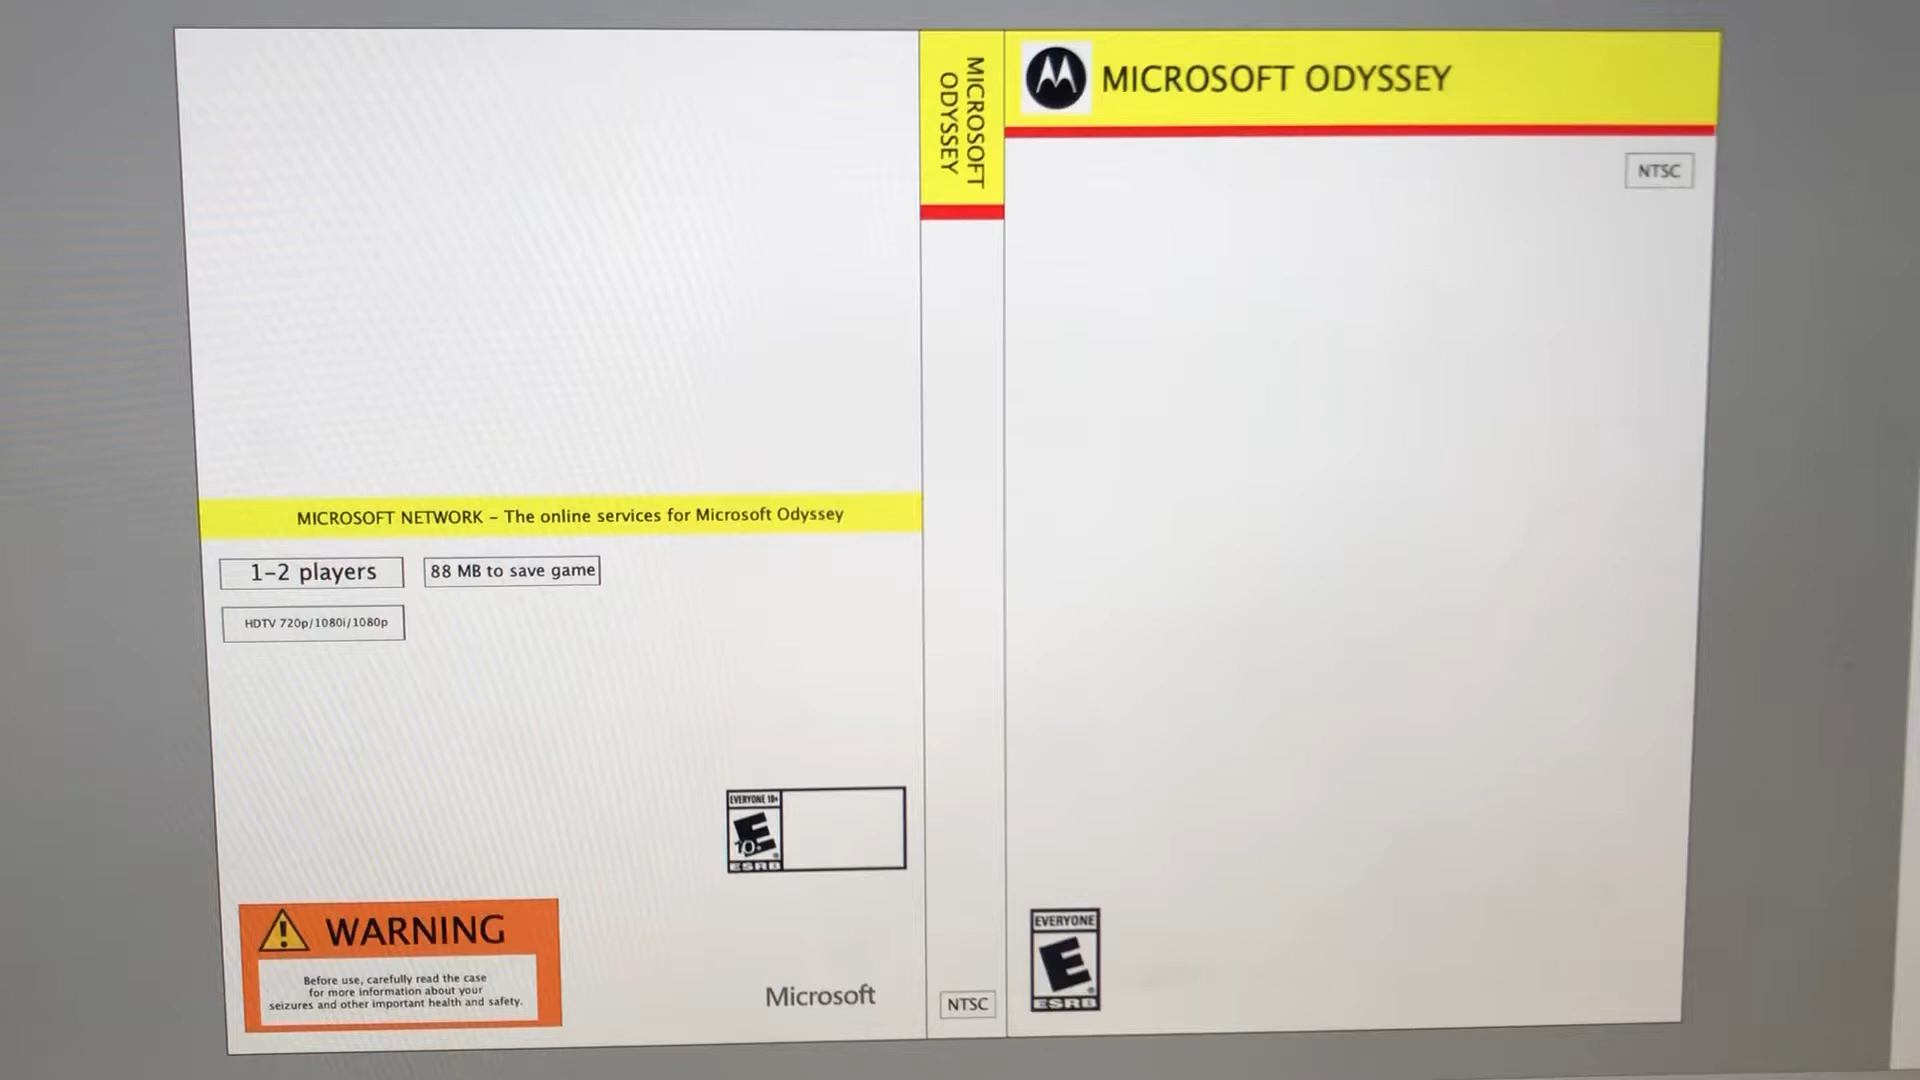 MICROSOFT NETWORK – The online services for Microsoft Odyssey
1-2 players
88 MB to save game
HDTV 720p/1080i/1080p
EVERYONE 10+
E
10+
ESRB
WARNING
Before use, carefully read the case
for more information about your
seizures and other important health and safety.
Microsoft
MICROSOFT
ODYSSEY
NTSC
MICROSOFT ODYSSEY
NTSC
EVERYONE
E
ESRB